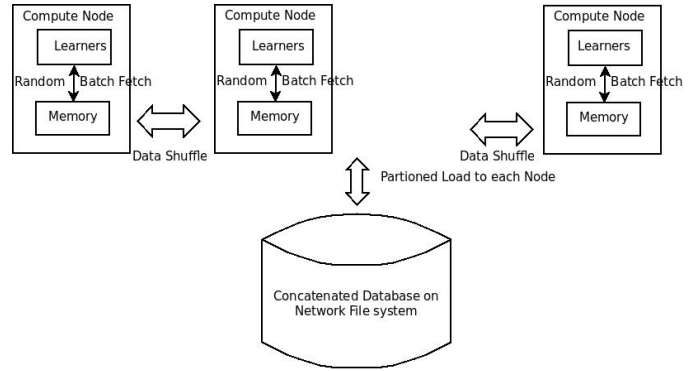 Compute Node
Compute Node
Compute Node
Learners
Learners
Learners
Random Batch Fetch
Random Batch Fetch
Random Batch Fetch
Memory
Memory
Memory
Data Shuffle
Data Shuffle
Partioned Load to each Node
Concatenated Database on
Network File system